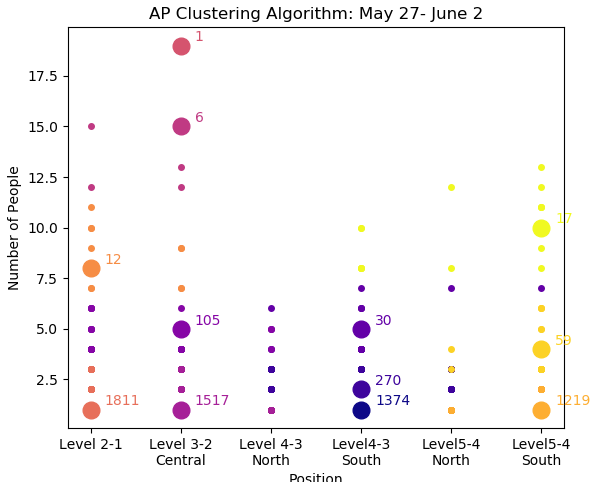 AP Clustering Algorithm: May 27- June 2
1
17.5
6
15.0
12.5
17
10.0
12
7.5
105
30
5.0
59
2.5
270
1811
1517
1374
1219
Number of People
Level 2-1
Level 3-2
Central
Level 4-3
North
Level4-3
South
Level5-4
North
Level5-4
South
Position